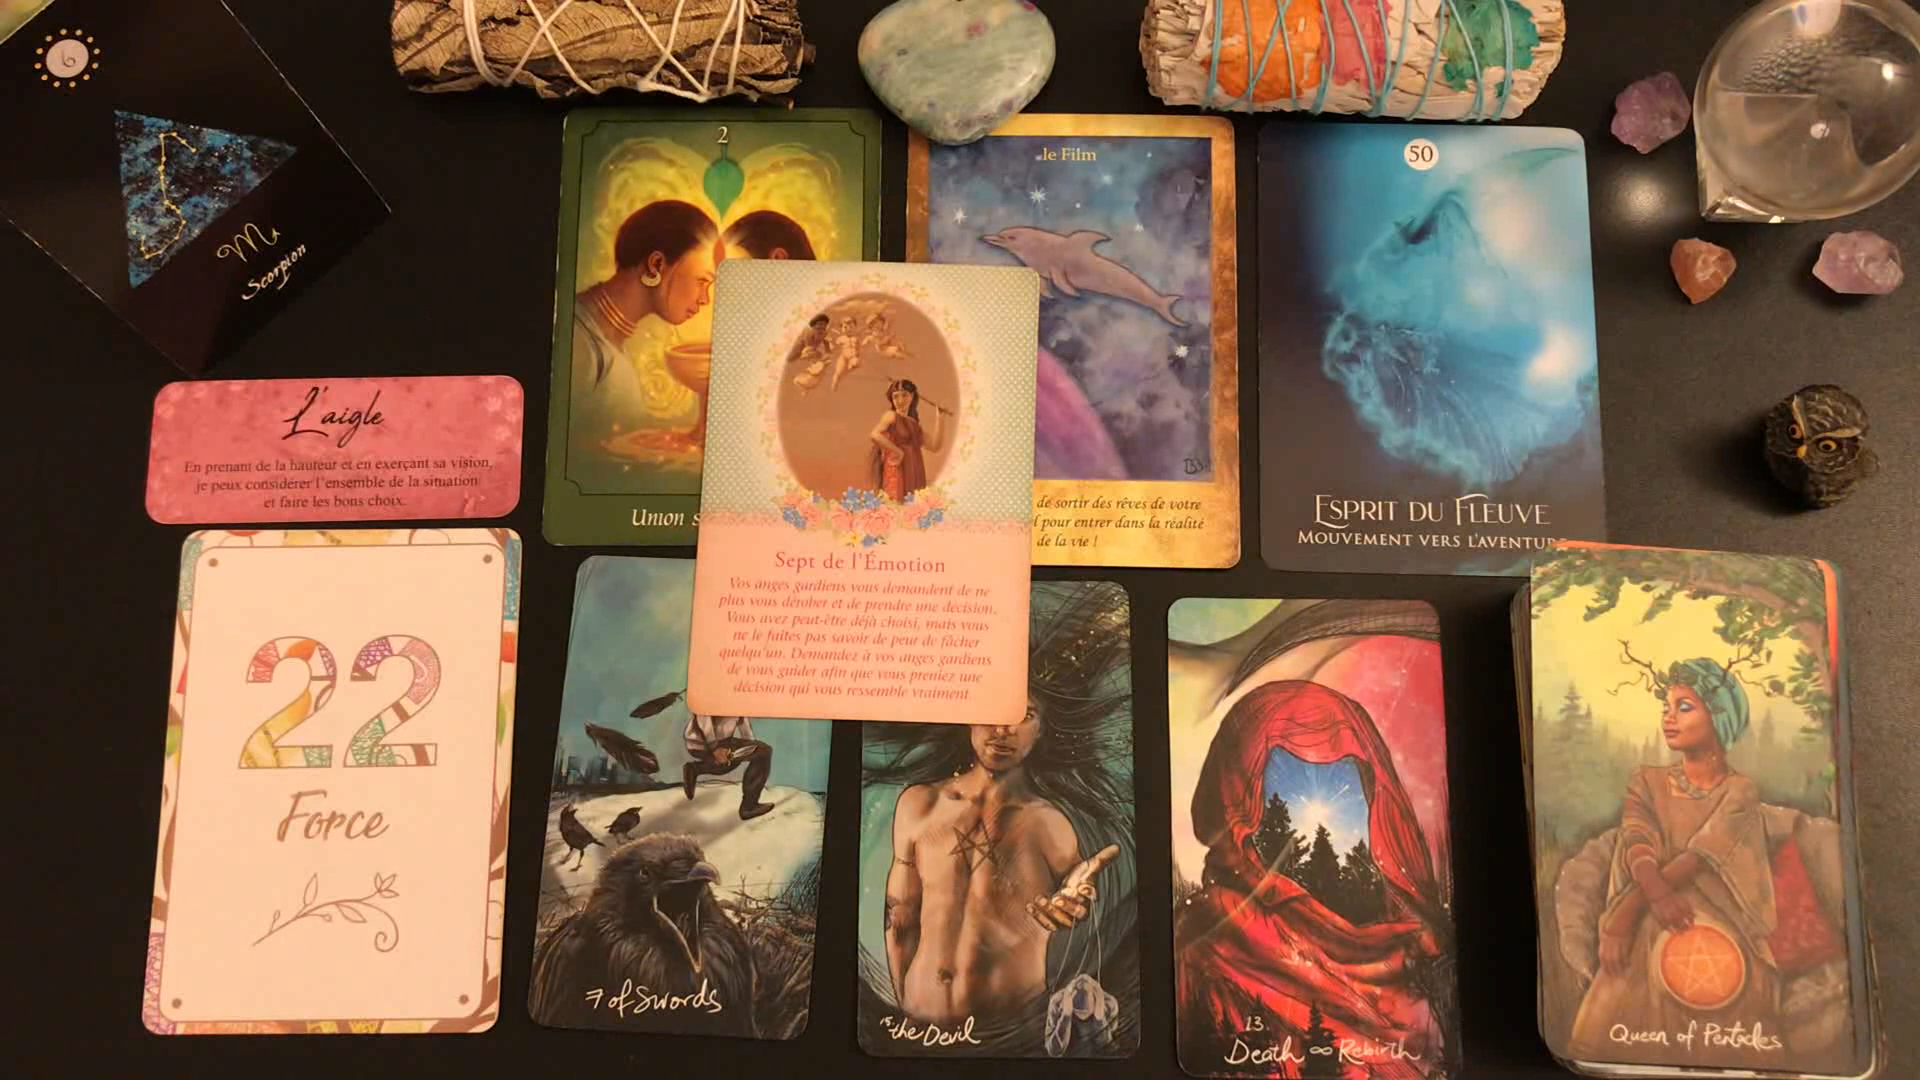 6
Scorpion
2
le Film
50
L'aigle
En prenant de la hauteur et en exerçant sa vision,
je peux considérer l'ensemble de la situation
et faire les bons choix.
Union
de sortir des rêves de votre
pour entrer dans la réalité
de la vie !
ESPRIT DU FLEUVE
MOUVEMENT VERS L'AVENTURE
Sept de l'Émotion
Vos anges gardiens vous demandent de ne
plus vous dérober et de prendre une décision.
Vous avez peut-être déjà choisi, mais vous
ne le faites pas savoir de peur de fâcher
quelqu'un. Demandez à vos anges gardiens
de vous guider afin que vous preniez une
décision qui vous ressemble vraiment
22
Force
7 of Swords
15. the Devil
13.
Death ∞ Rebirth
Queen of Pentacles